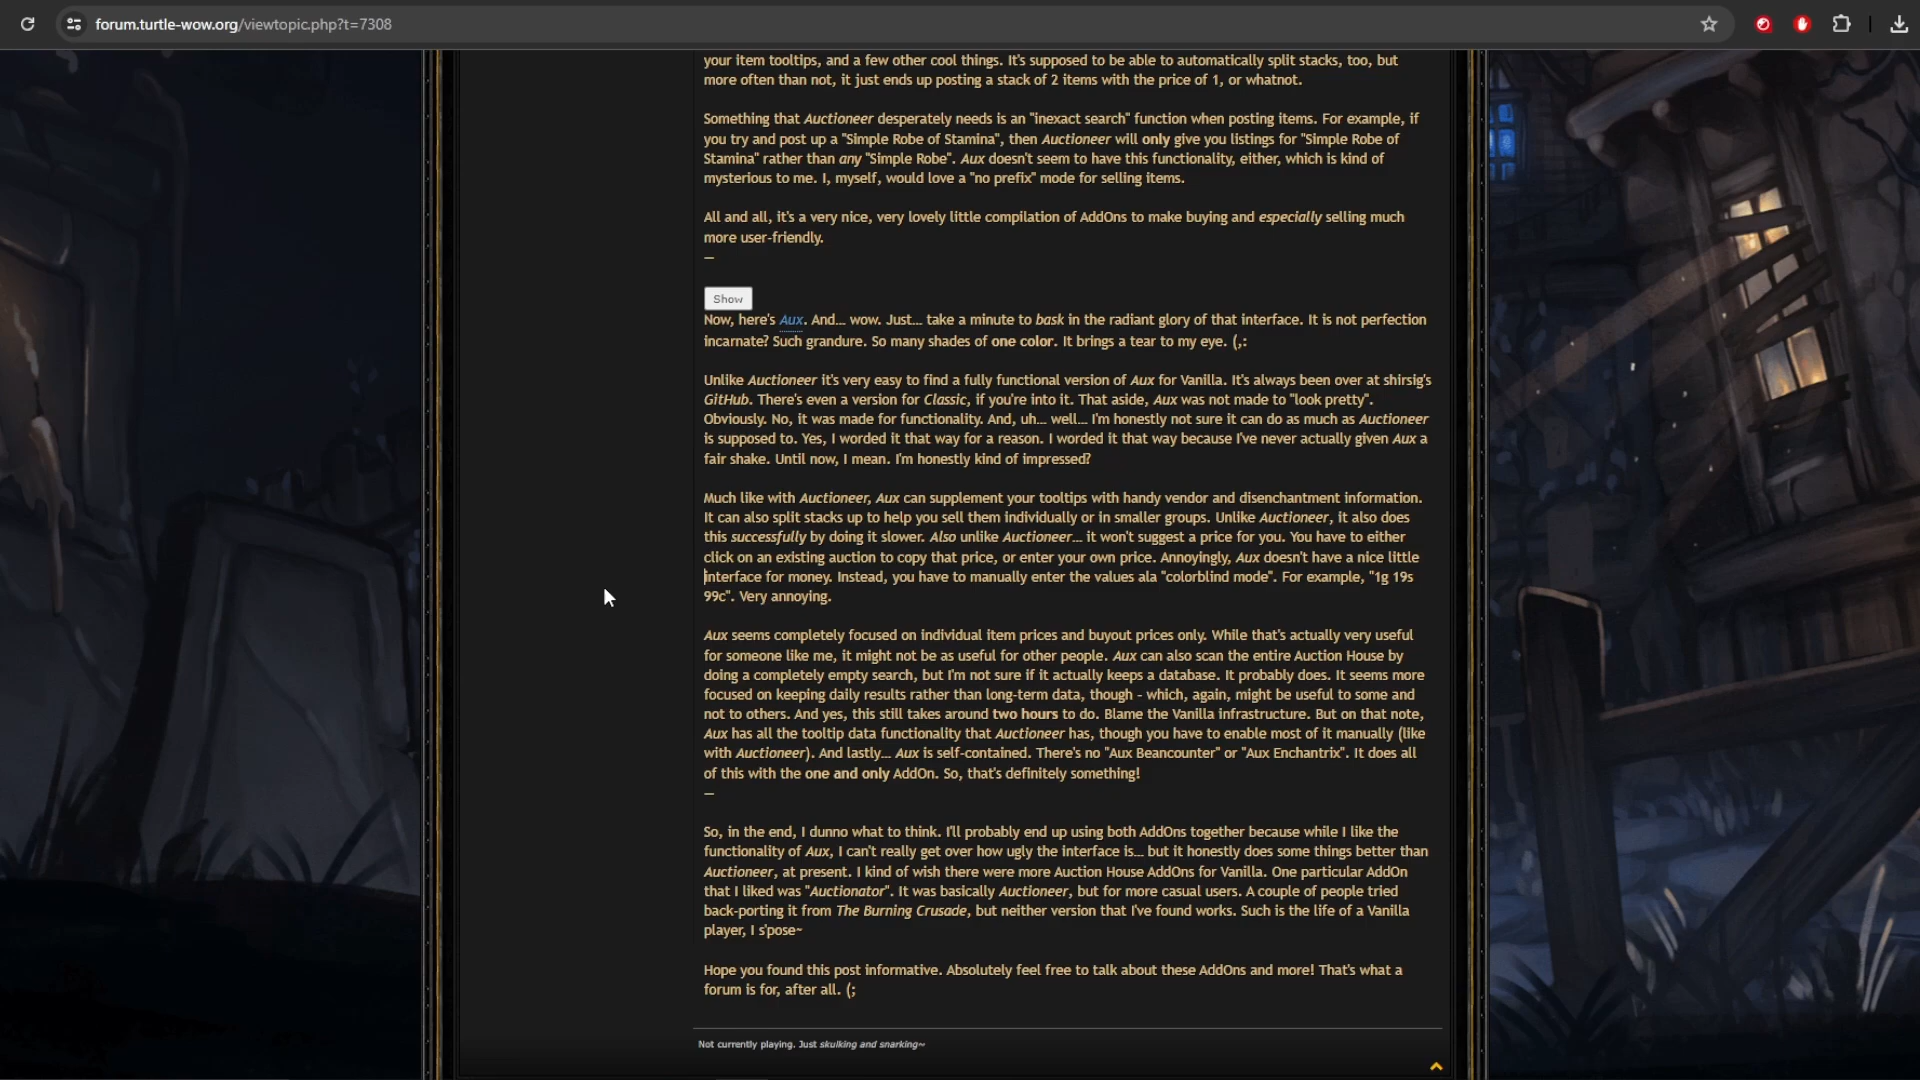 forum.turtle-wow.org/viewtopic.php?t=7308
your item tooltips, and a few other cool things. It's supposed to be able to automatically split stacks, too, but
more often than not, it just ends up posting a stack of 2 items with the price of 1, or whatnot.
Something that Auctioneer desperately needs is an "inexact search" function when posting items. For example, if
you try and post up a "Simple Robe of Stamina", then Auctioneer will only give you listings for "Simple Robe of
Stamina" rather than any "Simple Robe". Aux doesn't seem to have this functionality, either, which is kind of
mysterious to me. I, myself, would love a "no prefix" mode for selling items.
All and all, it's a very nice, very lovely little compilation of AddOns to make buying and especially selling much
more user-friendly.
—
Show
Now, here's Aux. And... wow. Just... take a minute to bask in the radiant glory of that interface. It is not perfection
incarnate? Such grandure. So many shades of one color. It brings a tear to my eye. (,:
Unlike Auctioneer it's very easy to find a fully functional version of Aux for Vanilla. It's always been over at shirsig's
GitHub. There's even a version for Classic, if you're into it. That aside, Aux was not made to "look pretty".
Obviously. No, it was made for functionality. And, uh... well... I'm honestly not sure it can do as much as Auctioneer
is supposed to. Yes, I worded it that way for a reason. I worded it that way because I've never actually given Aux a
fair shake. Until now, I mean. I'm honestly kind of impressed?
Much like with Auctioneer, Aux can supplement your tooltips with handy vendor and disenchantment information.
It can also split stacks up to help you sell them individually or in smaller groups. Unlike Auctioneer, it also does
this successfully by doing it slower. Also unlike Auctioneer... it won't suggest a price for you. You have to either
click on an existing auction to copy that price, or enter your own price. Annoyingly, Aux doesn't have a nice little
interface for money. Instead, you have to manually enter the values ala "colorblind mode". For example, "1g 19s
99c". Very annoying.
Aux seems completely focused on individual item prices and buyout prices only. While that's actually very useful
for someone like me, it might not be as useful for other people. Aux can also scan the entire Auction House by
doing a completely empty search, but I'm not sure if it actually keeps a database. It probably does. It seems more
focused on keeping daily results rather than long-term data, though - which, again, might be useful to some and
not to others. And yes, this still takes around two hours to do. Blame the Vanilla infrastructure. But on that note,
Aux has all the tooltip data functionality that Auctioneer has, though you have to enable most of it manually (like
with Auctioneer). And lastly... Aux is self-contained. There's no "Aux Beancounter" or "Aux Enchantrix". It does all
of this with the one and only AddOn. So, that's definitely something!
—
So, in the end, I dunno what to think. I'll probably end up using both AddOns together because while I like the
functionality of Aux, I can't really get over how ugly the interface is... but it honestly does some things better than
Auctioneer, at present. I kind of wish there were more Auction House AddOns for Vanilla. One particular AddOn
that I liked was "Auctionator". It was basically Auctioneer, but for more casual users. A couple of people tried
back-porting it from The Burning Crusade, but neither version that I've found works. Such is the life of a Vanilla
player, I s'pose~
Hope you found this post informative. Absolutely feel free to talk about these AddOns and more! That's what a
forum is for, after all. (;
Not currently playing. Just skulking and snarking~